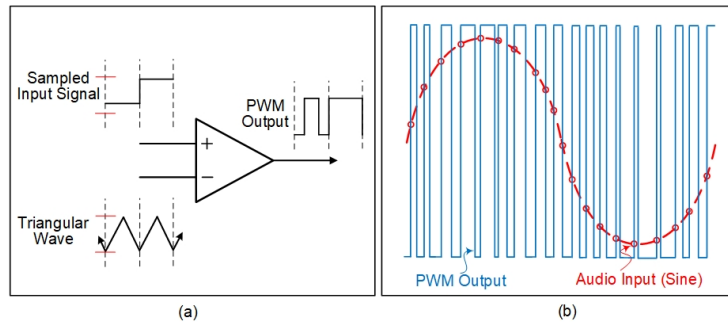 Sampled
Input Signal
PWM
Output
+
−
Triangular
Wave
(a)
PWM Output
Audio Input (Sine)
(b)